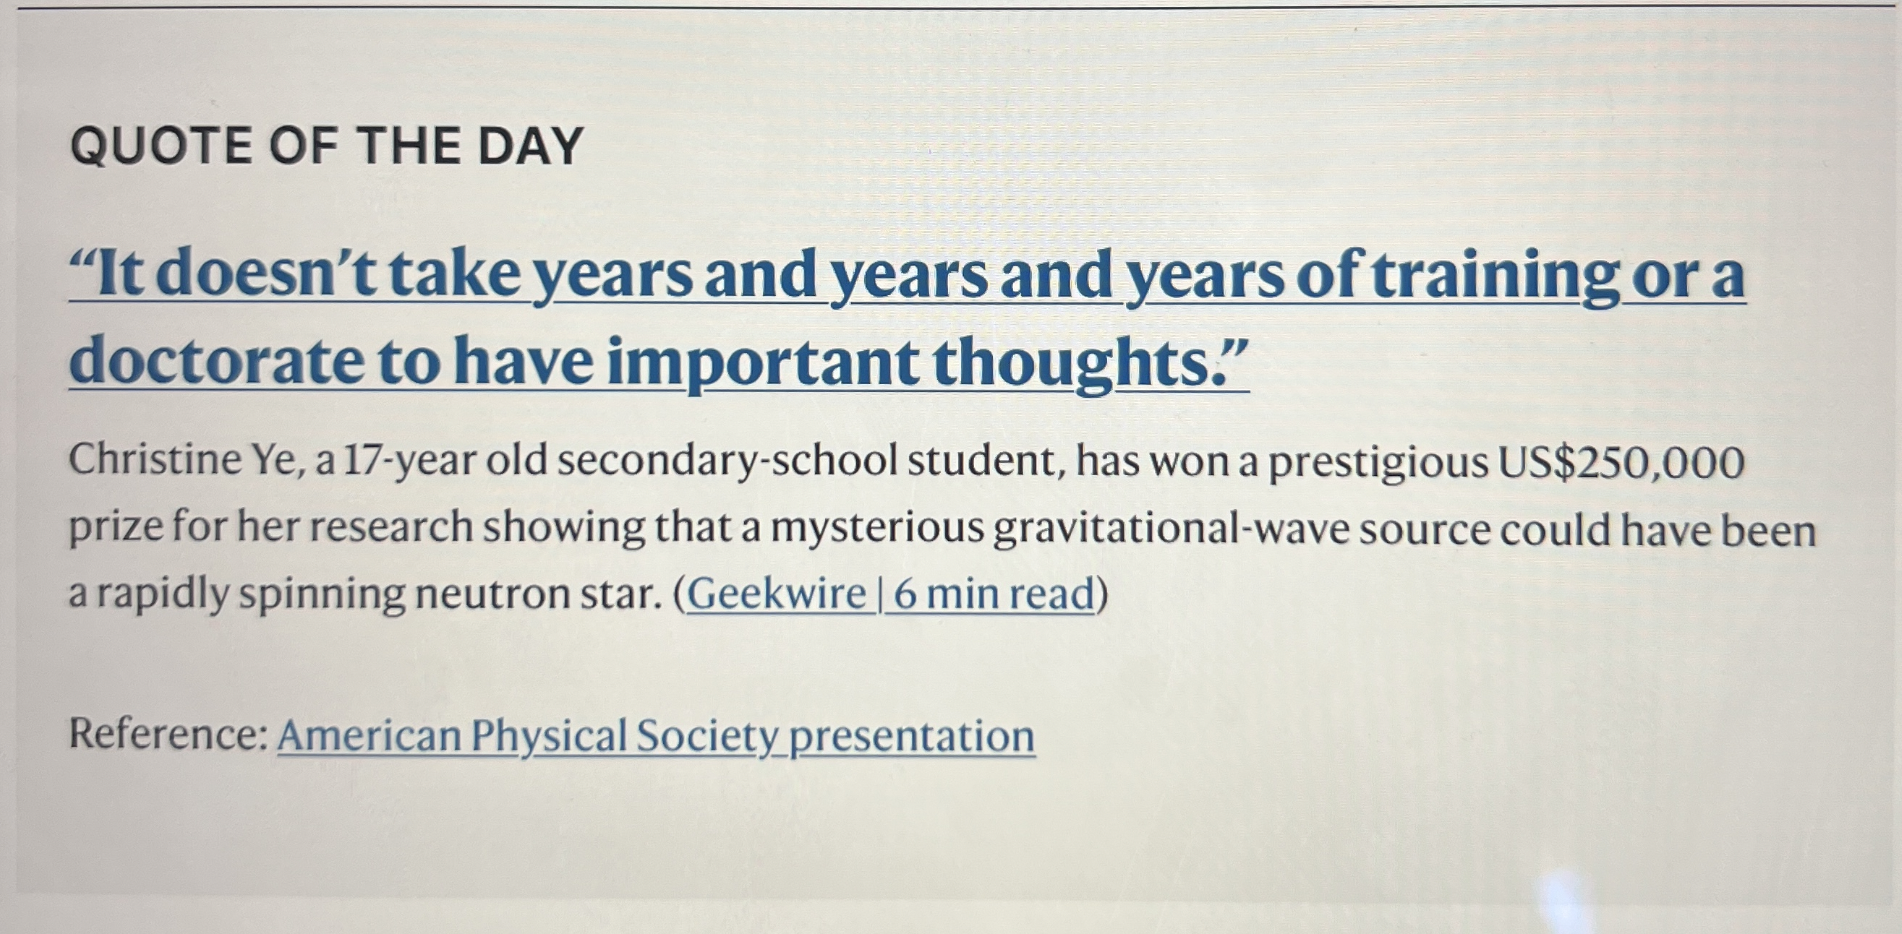 QUOTE OF THE DAY
“It doesn’t take years and years and years of training or a
doctorate to have important thoughts.”
Christine Ye, a 17-year old secondary-school student, has won a prestigious US$250,000
prize for her research showing that a mysterious gravitational-wave source could have been
a rapidly spinning neutron star. (Geekwire | 6 min read)
Reference: American Physical Society presentation